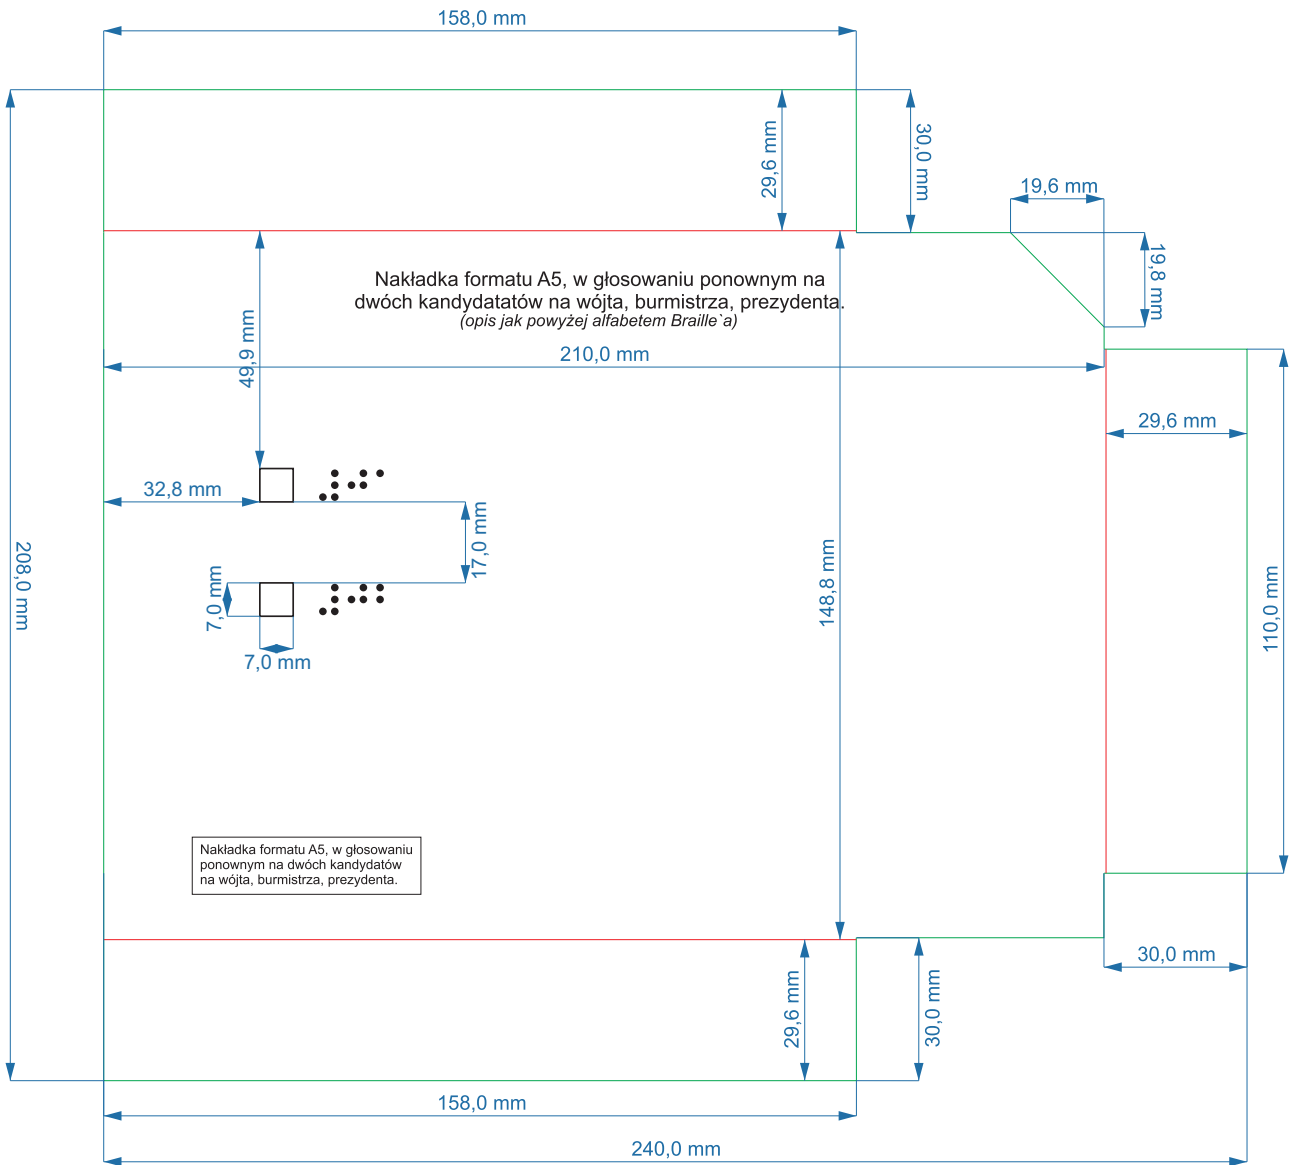 158,0 mm
29,6 mm
30,0 mm
19,6 mm
19,8 mm
Nakładka formatu A5, w głosowaniu ponownym na
dwóch kandydatatów na wójta, burmistrza, prezydenta.
(opis jak powyżej alfabetem Braille`a)
49,9 mm
210,0 mm
29,6 mm
32,8 mm
⠼⠁
17,0 mm
208,0 mm
7,0 mm
⠼⠃
148,8 mm
110,0 mm
7,0 mm
Nakładka formatu A5, w głosowaniu
ponownym na dwóch kandydatów
na wójta, burmistrza, prezydenta.
30,0 mm
29,6 mm
30,0 mm
158,0 mm
240,0 mm